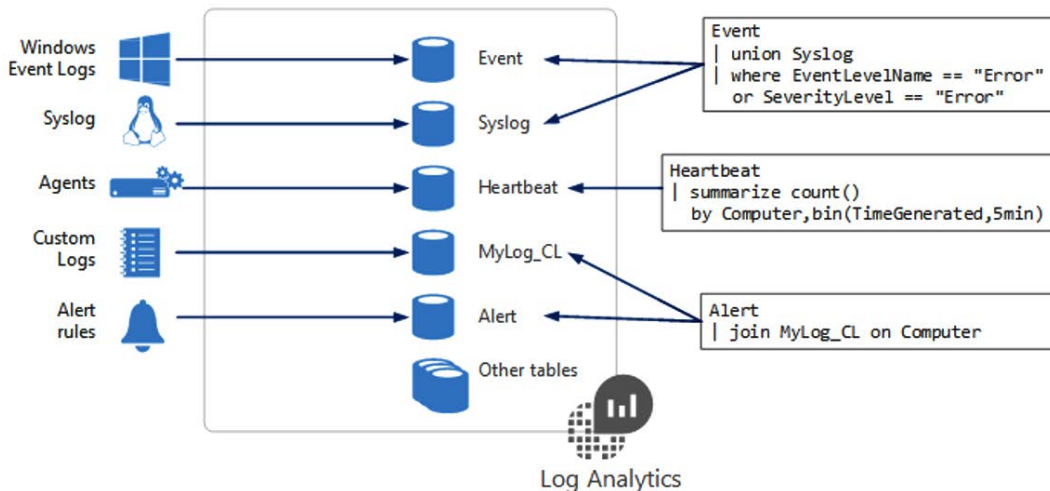 Windows
Event Logs
Syslog
Agents
Custom
Logs
Alert
rules
Event
Syslog
Heartbeat
MyLog_CL
Alert
Other tables
Log Analytics
Event
| union Syslog
| where EventLevelName == "Error"
or SeverityLevel == "Error"
Heartbeat
| summarize count()
by Computer,bin(TimeGenerated,5min)
Alert
| join MyLog_CL on Computer